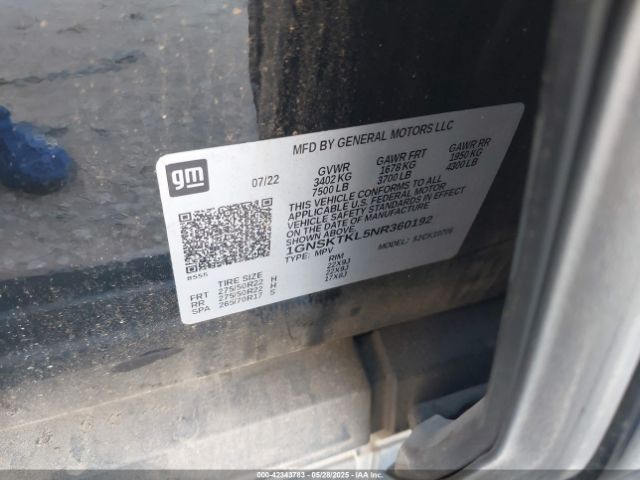 MFD BY GENERAL MOTORS LLC
gm
07/22
GVWR
3402 KG
7500 LB
GAWR FRT
1678 KG
3700 LB
GAWR RR
1950 KG
4300 LB
THIS VEHICLE CONFORMS TO ALL
APPLICABLE U.S. FEDERAL MOTOR
VEHICLE SAFETY STANDARDS IN EFFECT
ON THE DATE OF MANUFACTURE
SHOWN ABOVE.
1GNSKTKL5NR360192
TYPE: MPV
MODEL:
8555
TIRE SIZE
RIM
FRT 275/50R22 H 22X9J
RR 275/50R22 H 22X9J
SPA 265/70R17 S 17X8J
000-42343783 - 05/28/2025 - IAAI.COM